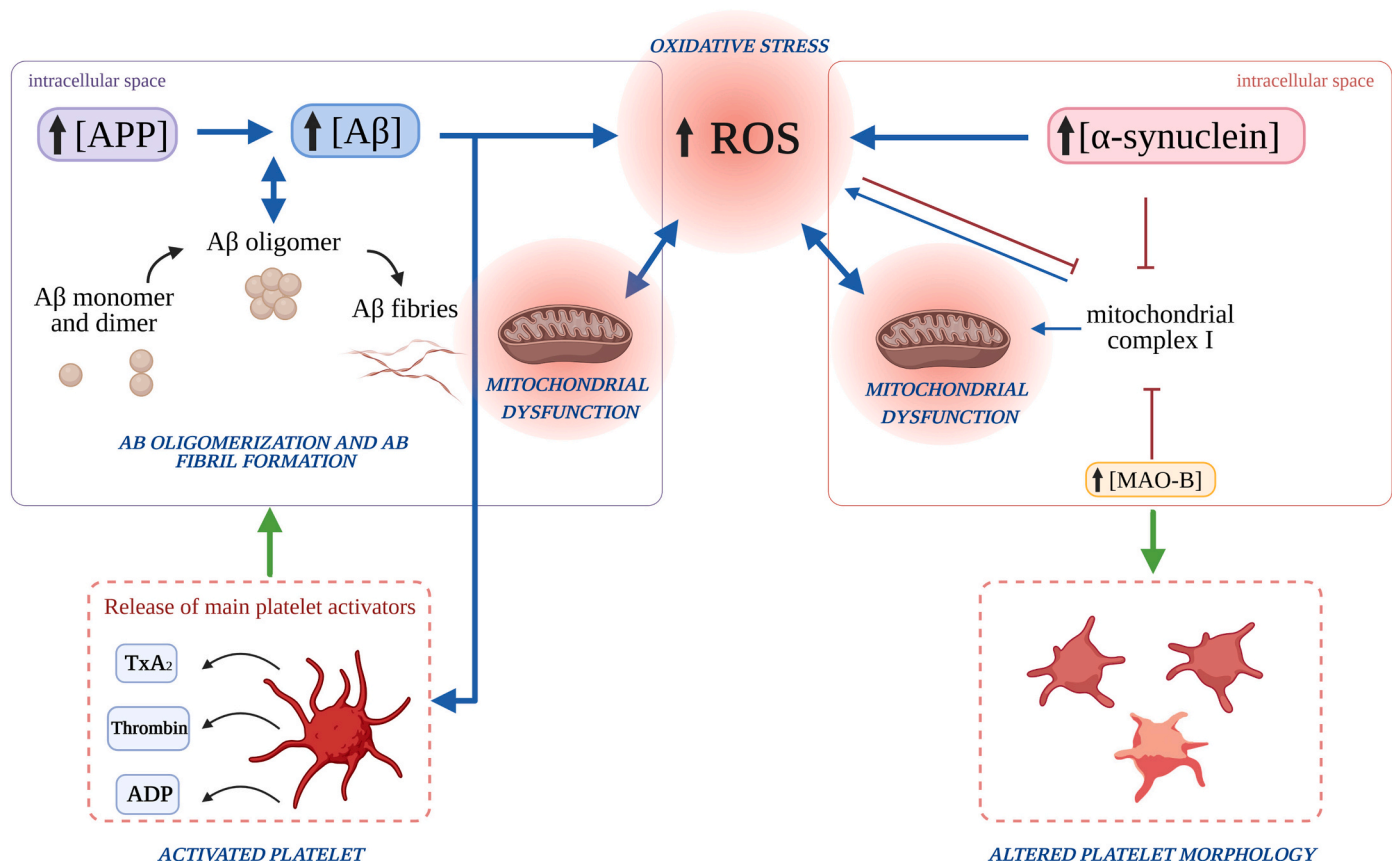 OXIDATIVE STRESS
intracellular space
intracellular space
[APP]
[Aβ]
ROS
[α-synuclein]
Aβ oligomer
Aβ monomer
and dimer
Aβ fibries
mitochondrial
complex I
MITOCHONDRIAL
DYSFUNCTION
MITOCHONDRIAL
DYSFUNCTION
AB OLIGOMERIZATION AND AB
FIBRIL FORMATION
[MAO-B]
Release of main platelet activators
TxA₂
Thrombin
ADP
ACTIVATED PLATELET
ALTERED PLATELET MORPHOLOGY